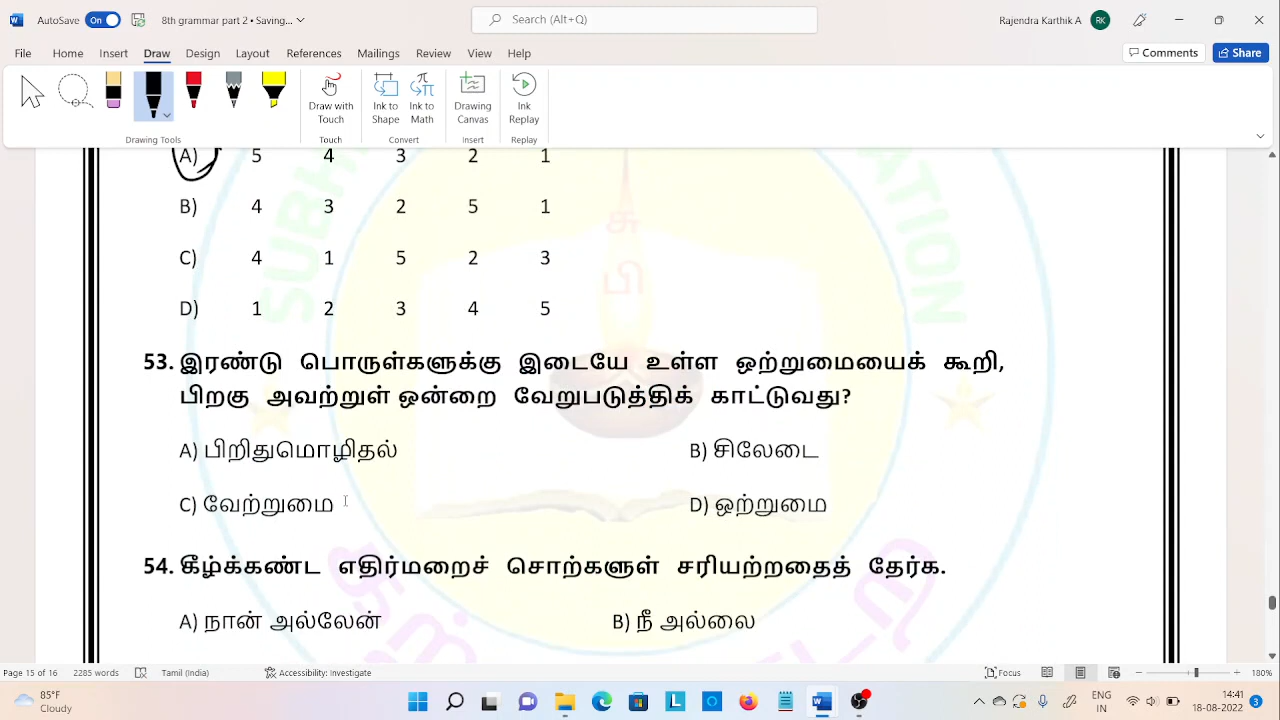 AutoSave On 8th grammar part 2 • Saving... Search (Alt+Q) Rajendra Karthik A RK
File Home Insert Draw Design Layout References Mailings Review View Help Comments Share
Draw with Touch Ink to Shape Ink to Math Drawing Canvas Ink Replay
Drawing Tools Touch Convert Insert Replay
A) 5 4 3 2 1
B) 4 3 2 5 1
C) 4 1 5 2 3
D) 1 2 3 4 5
53. இரண்டு பொருள்களுக்கு இடையே உள்ள ஒற்றுமையைக் கூறி,
பிறகு அவற்றுள் ஒன்றை வேறுபடுத்திக் காட்டுவது?
A) பிறிதுமொழிதல் B) சிலேடை
C) வேற்றுமை D) ஒற்றுமை
54. கீழ்க்கண்ட எதிர்மறைச் சொற்களுள் சரியற்றதைத் தேர்க.
A) நான் அல்லேன் B) நீ அல்லை
சு
பி
Page 15 of 16 2285 words Tamil (India) Accessibility: Investigate Focus 180%
85°F
Sunny
ENG
IN
14:41
18-08-2022 3